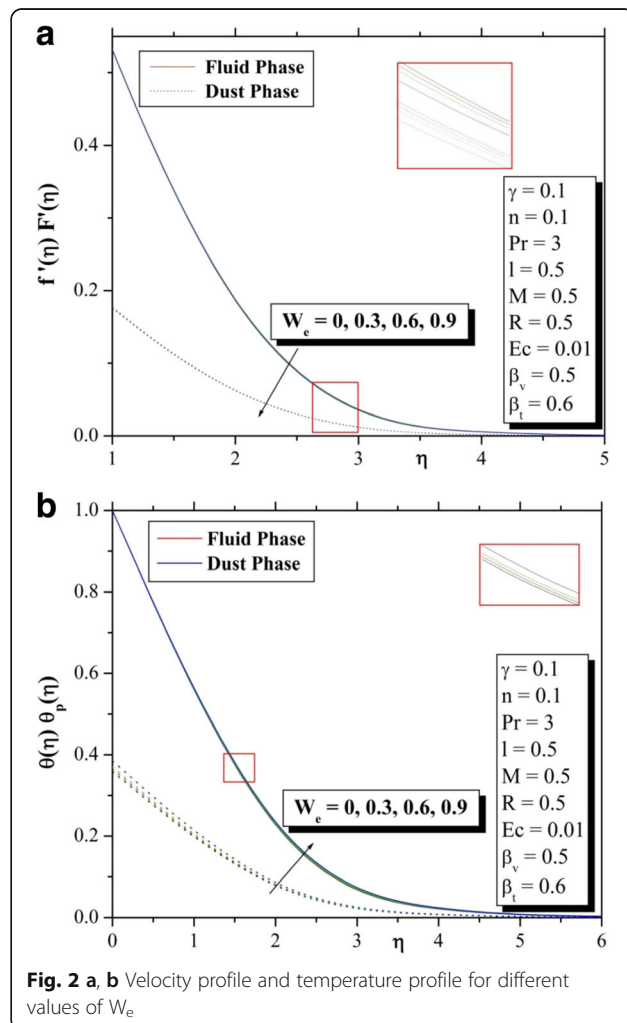 a
Fluid Phase
Dust Phase
γ = 0.1
n = 0.1
Pr = 3
l = 0.5
M = 0.5
R = 0.5
Ec = 0.01
β_v = 0.5
β_t = 0.6
W_e = 0, 0.3, 0.6, 0.9
f '(η) F'(η)
0.4
0.2
0.0
1 2 3 4 5
η
b
Fluid Phase
Dust Phase
γ = 0.1
n = 0.1
Pr = 3
l = 0.5
M = 0.5
R = 0.5
Ec = 0.01
β_v = 0.5
β_t = 0.6
W_e = 0, 0.3, 0.6, 0.9
θ(η) θ_p(η)
1.0
0.8
0.6
0.4
0.2
0.0
0 1 2 3 4 5 6
η
Fig. 2 a, b Velocity profile and temperature profile for different
values of W_e